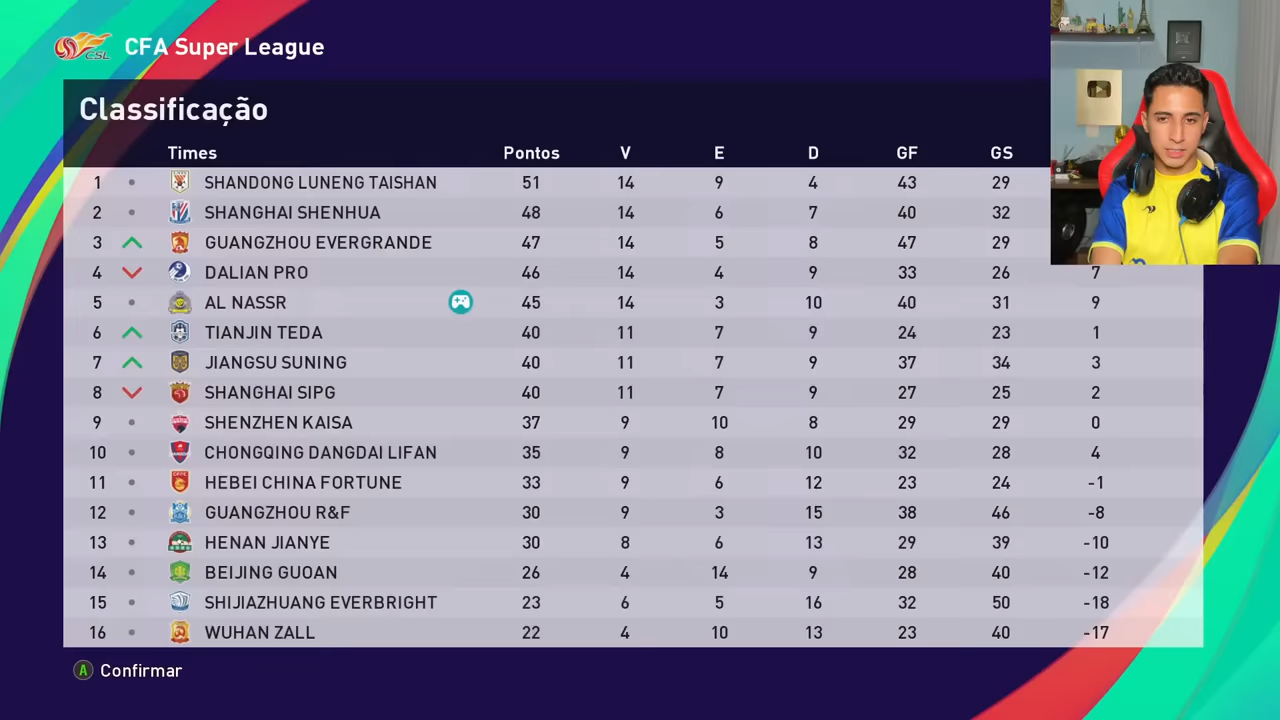 CSL CFA Super League
Classificação
Times Pontos V E D GF GS
1 SHANDONG LUNENG TAISHAN 51 14 9 4 43 29
2 SHANGHAI SHENHUA 48 14 6 7 40 32
3 GUANGZHOU EVERGRANDE 47 14 5 8 47 29
4 DALIAN PRO 46 14 4 9 33 26 7
5 AL NASSR 45 14 3 10 40 31 9
6 TIANJIN TEDA 40 11 7 9 24 23 1
7 JIANGSU SUNING 40 11 7 9 37 34 3
8 SHANGHAI SIPG 40 11 7 9 27 25 2
9 SHENZHEN KAISA 37 9 10 8 29 29 0
10 CHONGQING DANGDAI LIFAN 35 9 8 10 32 28 4
11 HEBEI CHINA FORTUNE 33 9 6 12 23 24 -1
12 GUANGZHOU R&F 30 9 3 15 38 46 -8
13 HENAN JIANYE 30 8 6 13 29 39 -10
14 BEIJING GUOAN 26 4 14 9 28 40 -12
15 SHIJIAZHUANG EVERBRIGHT 23 6 5 16 32 50 -18
16 WUHAN ZALL 22 4 10 13 23 40 -17
A Confirmar